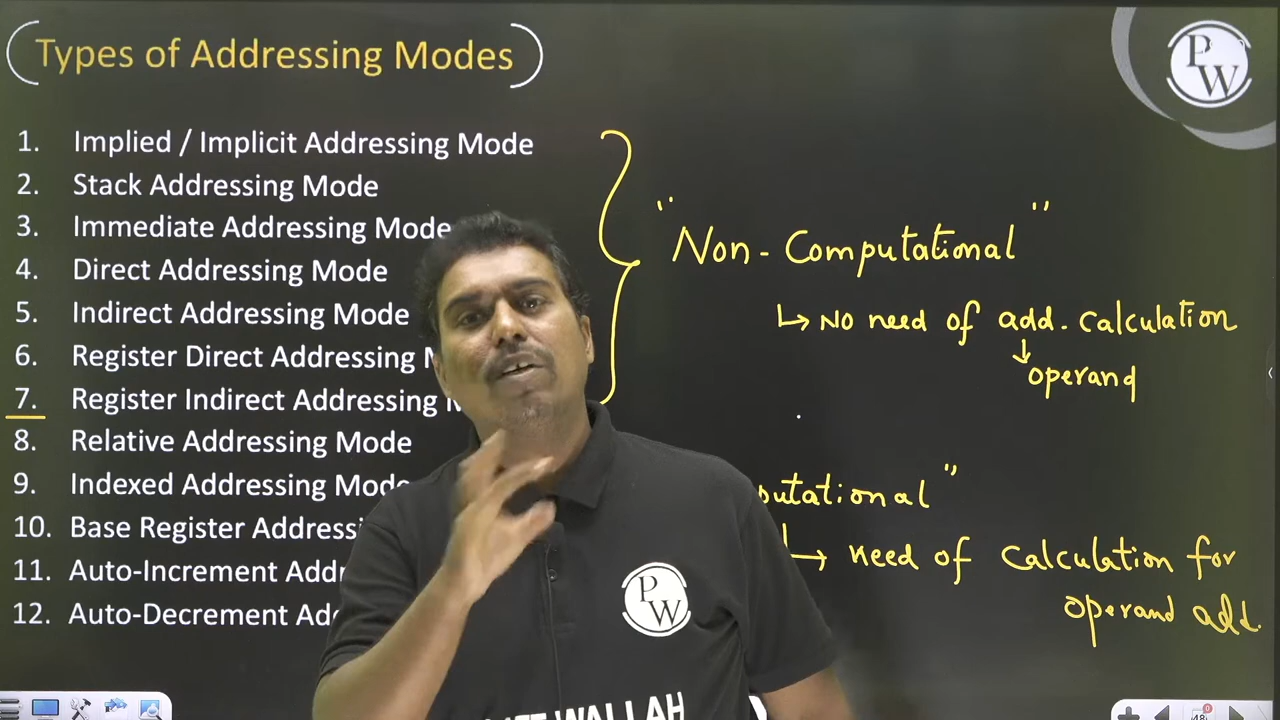 Types of Addressing Modes
PW
1. Implied / Implicit Addressing Mode
2. Stack Addressing Mode
3. Immediate Addressing Mode
4. Direct Addressing Mode
5. Indirect Addressing Mode
6. Register Direct Addressing M
7. Register Indirect Addressing M
8. Relative Addressing Mode
9. Indexed Addressing Mode
10. Base Register Addressi
11. Auto-Increment Addr
12. Auto-Decrement Add
"Non-Computational"
↳ No need of add. calculation
↓
operand
putational"
↳ need of calculation for
operand add.
PW
WALLAH